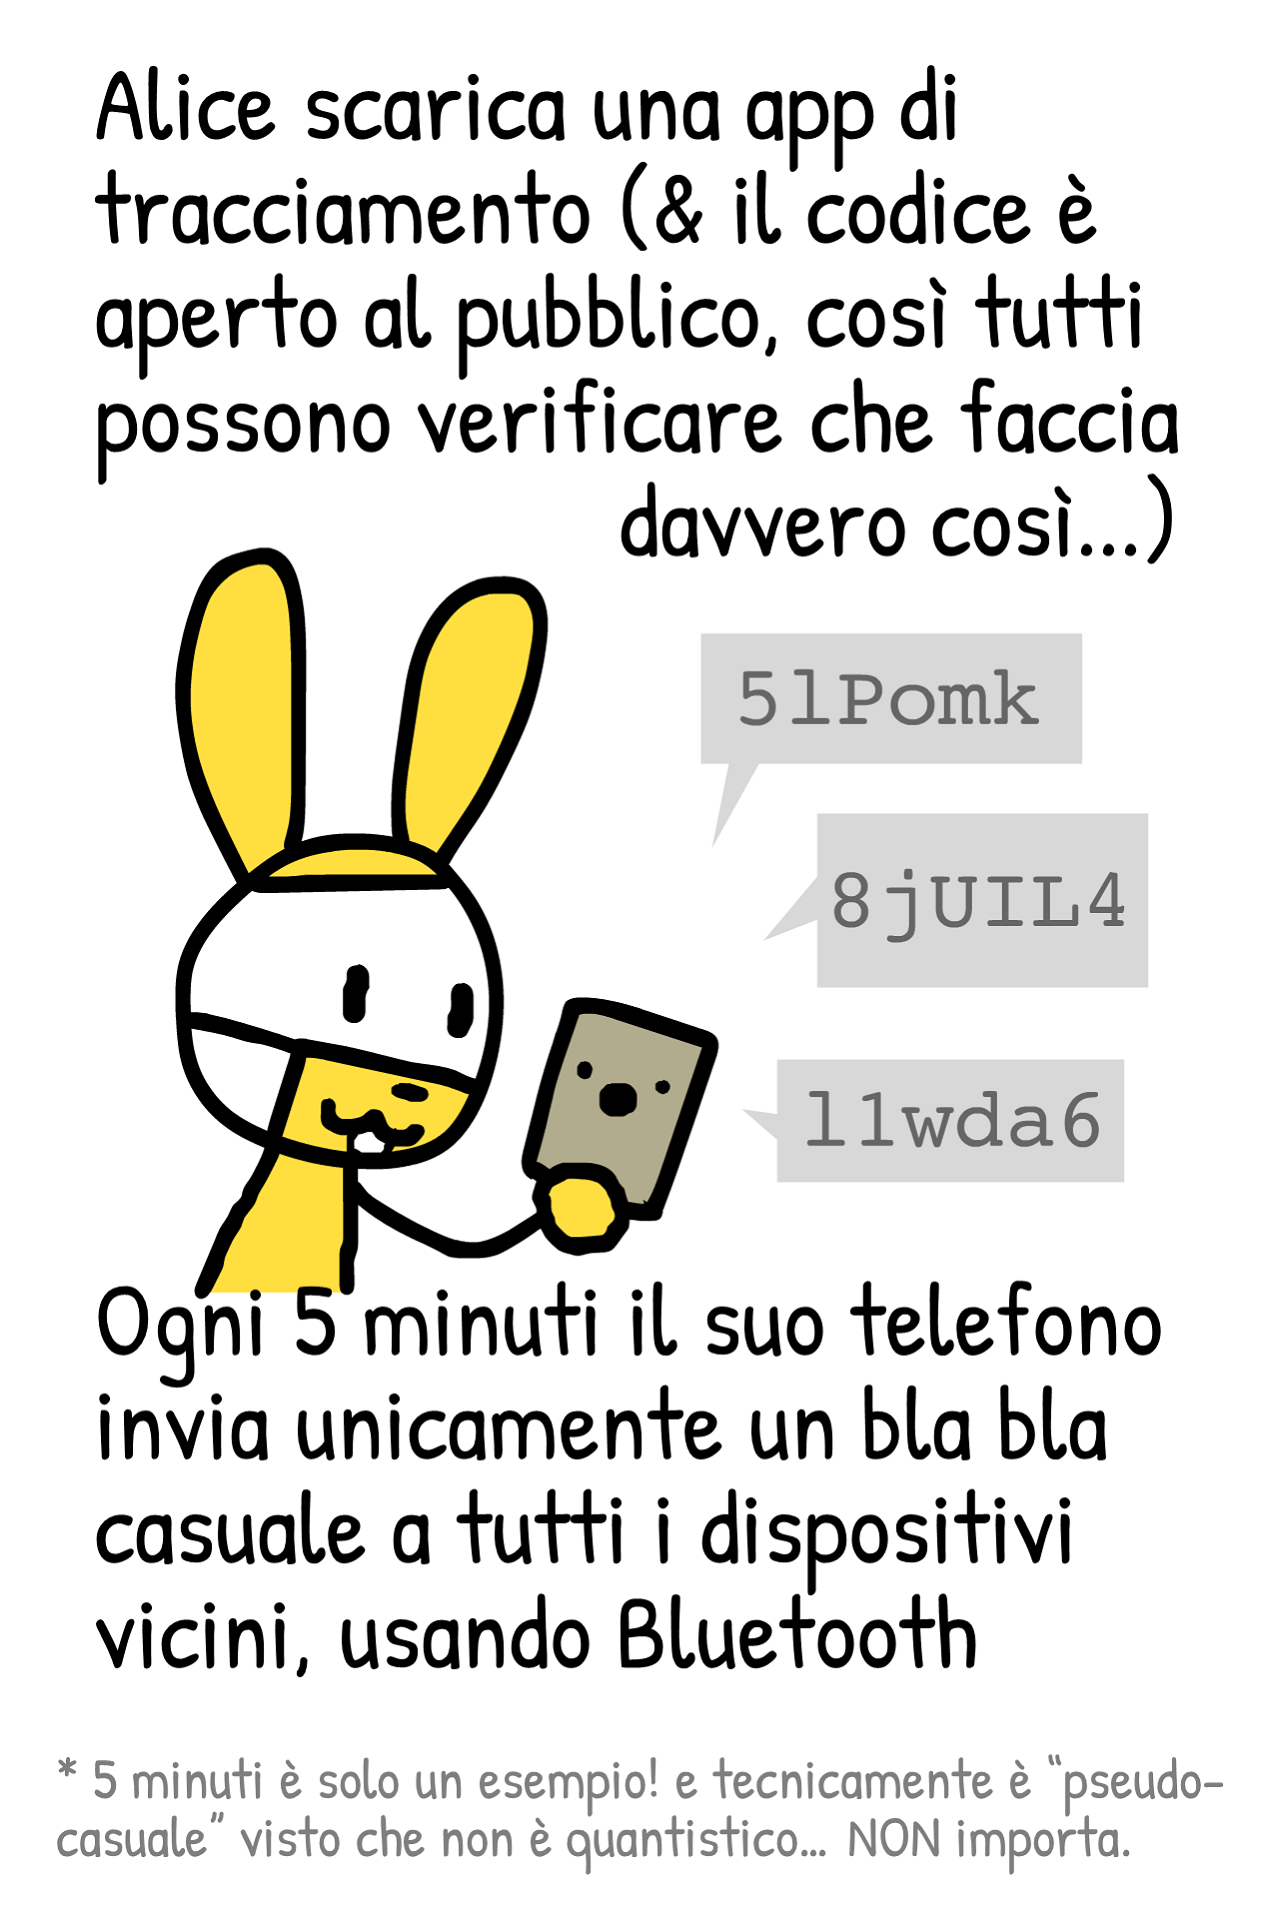 Alice scarica una app di
tracciamento (& il codice è
aperto al pubblico, così tutti
possono verificare che faccia
davvero così...)
5lPomk
8jUIL4
l1wda6
Ogni 5 minuti il suo telefono
invia unicamente un bla bla
casuale a tutti i dispositivi
vicini, usando Bluetooth
* 5 minuti è solo un esempio! e tecnicamente è “pseudo-
casuale” visto che non è quantistico... NON importa.